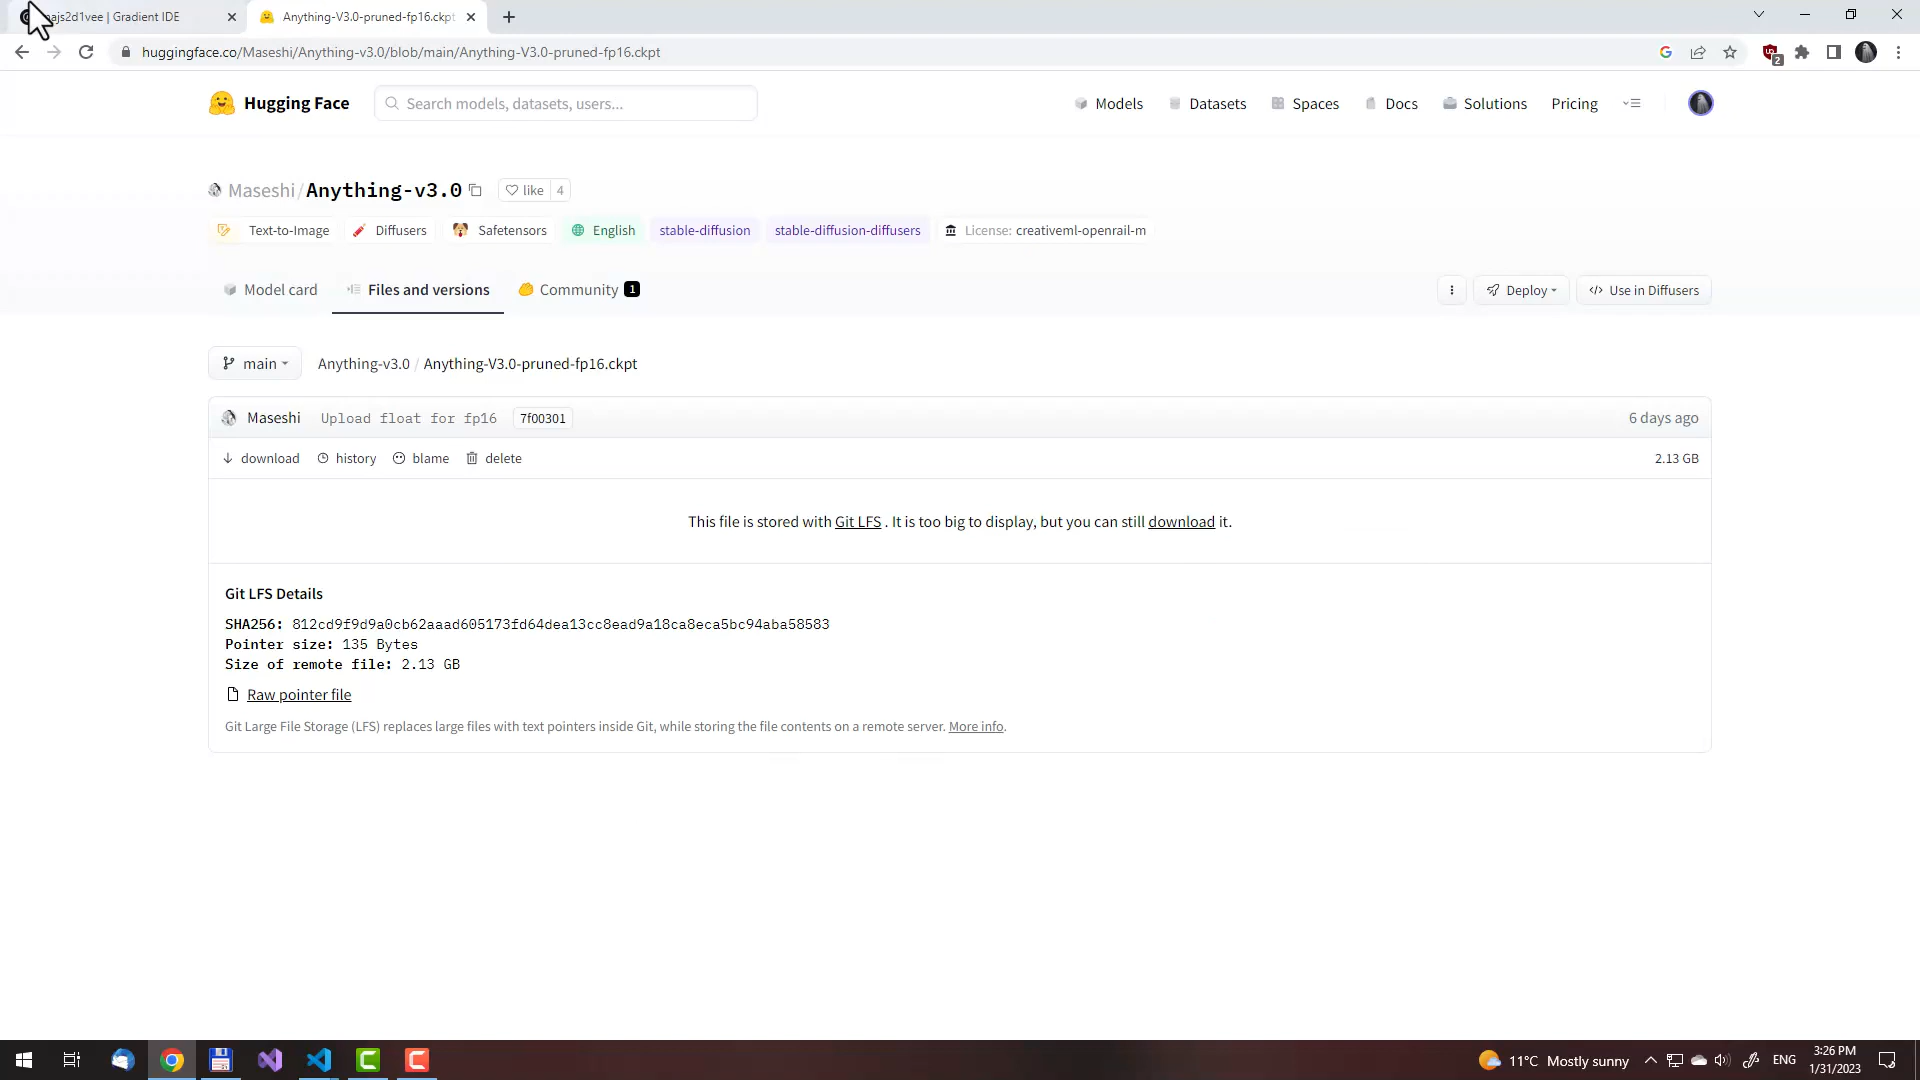 ajs2d1vee | Gradient IDE
Anything-V3.0-pruned-fp16.ckpt
huggingface.co/Maseshi/Anything-v3.0/blob/main/Anything-V3.0-pruned-fp16.ckpt
2
Hugging Face
Search models, datasets, users...
Models
Datasets
Spaces
Docs
Solutions
Pricing
Maseshi/Anything-v3.0
like 4
Text-to-Image
Diffusers
Safetensors
English
stable-diffusion
stable-diffusion-diffusers
License: creativeml-openrail-m
Model card
Files and versions
Community 1
Deploy
</> Use in Diffusers
main
Anything-v3.0 / Anything-V3.0-pruned-fp16.ckpt
Maseshi Upload float for fp16 7f00301
6 days ago
download history blame delete
2.13 GB
This file is stored with Git LFS . It is too big to display, but you can still download it.
Git LFS Details
SHA256: 812cd9f9d9a0cb62aaad605173fd64dea13cc8ead9a18ca8eca5bc94aba58583
Pointer size: 135 Bytes
Size of remote file: 2.13 GB
Raw pointer file
Git Large File Storage (LFS) replaces large files with text pointers inside Git, while storing the file contents on a remote server. More info.
11°C Mostly sunny
ENG
3:26 PM
1/31/2023